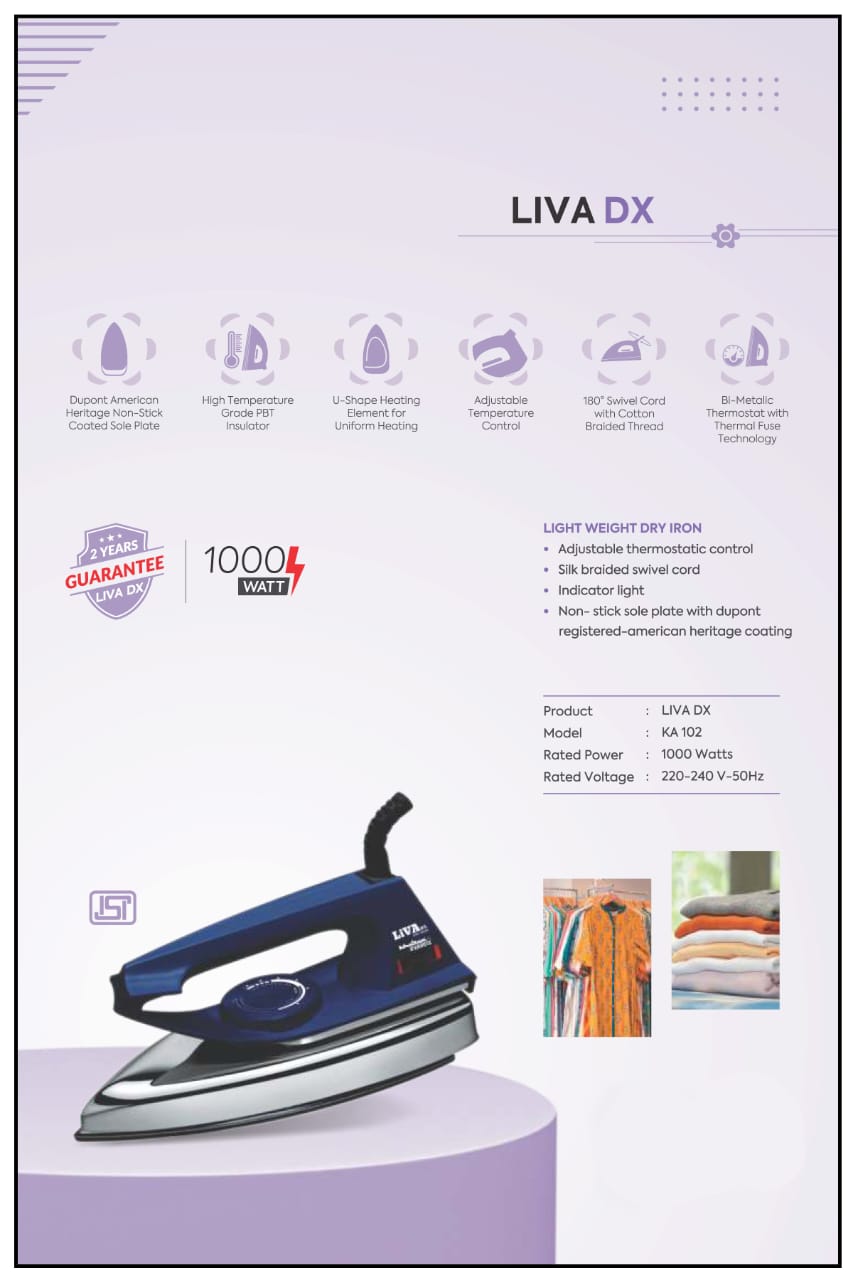 LIVA DX
Dupont American
Heritage Non-Stick
Coated Sole Plate
High Temperature
Grade PBT
Insulator
U-Shape Heating
Element for
Uniform Heating
Adjustable
Temperature
Control
180° Swivel Cord
with Cotton
Braided Thread
Bi-Metalic
Thermostat with
Thermal Fuse
Technology
2 YEARS
GUARANTEE
LIVA DX
1000
WATT
LIGHT WEIGHT DRY IRON
• Adjustable thermostatic control
• Silk braided swivel cord
• Indicator light
• Non- stick sole plate with dupont
registered-american heritage coating
Product : LIVA DX
Model : KA 102
Rated Power : 1000 Watts
Rated Voltage : 220-240 V-50Hz
ISI
LIVA